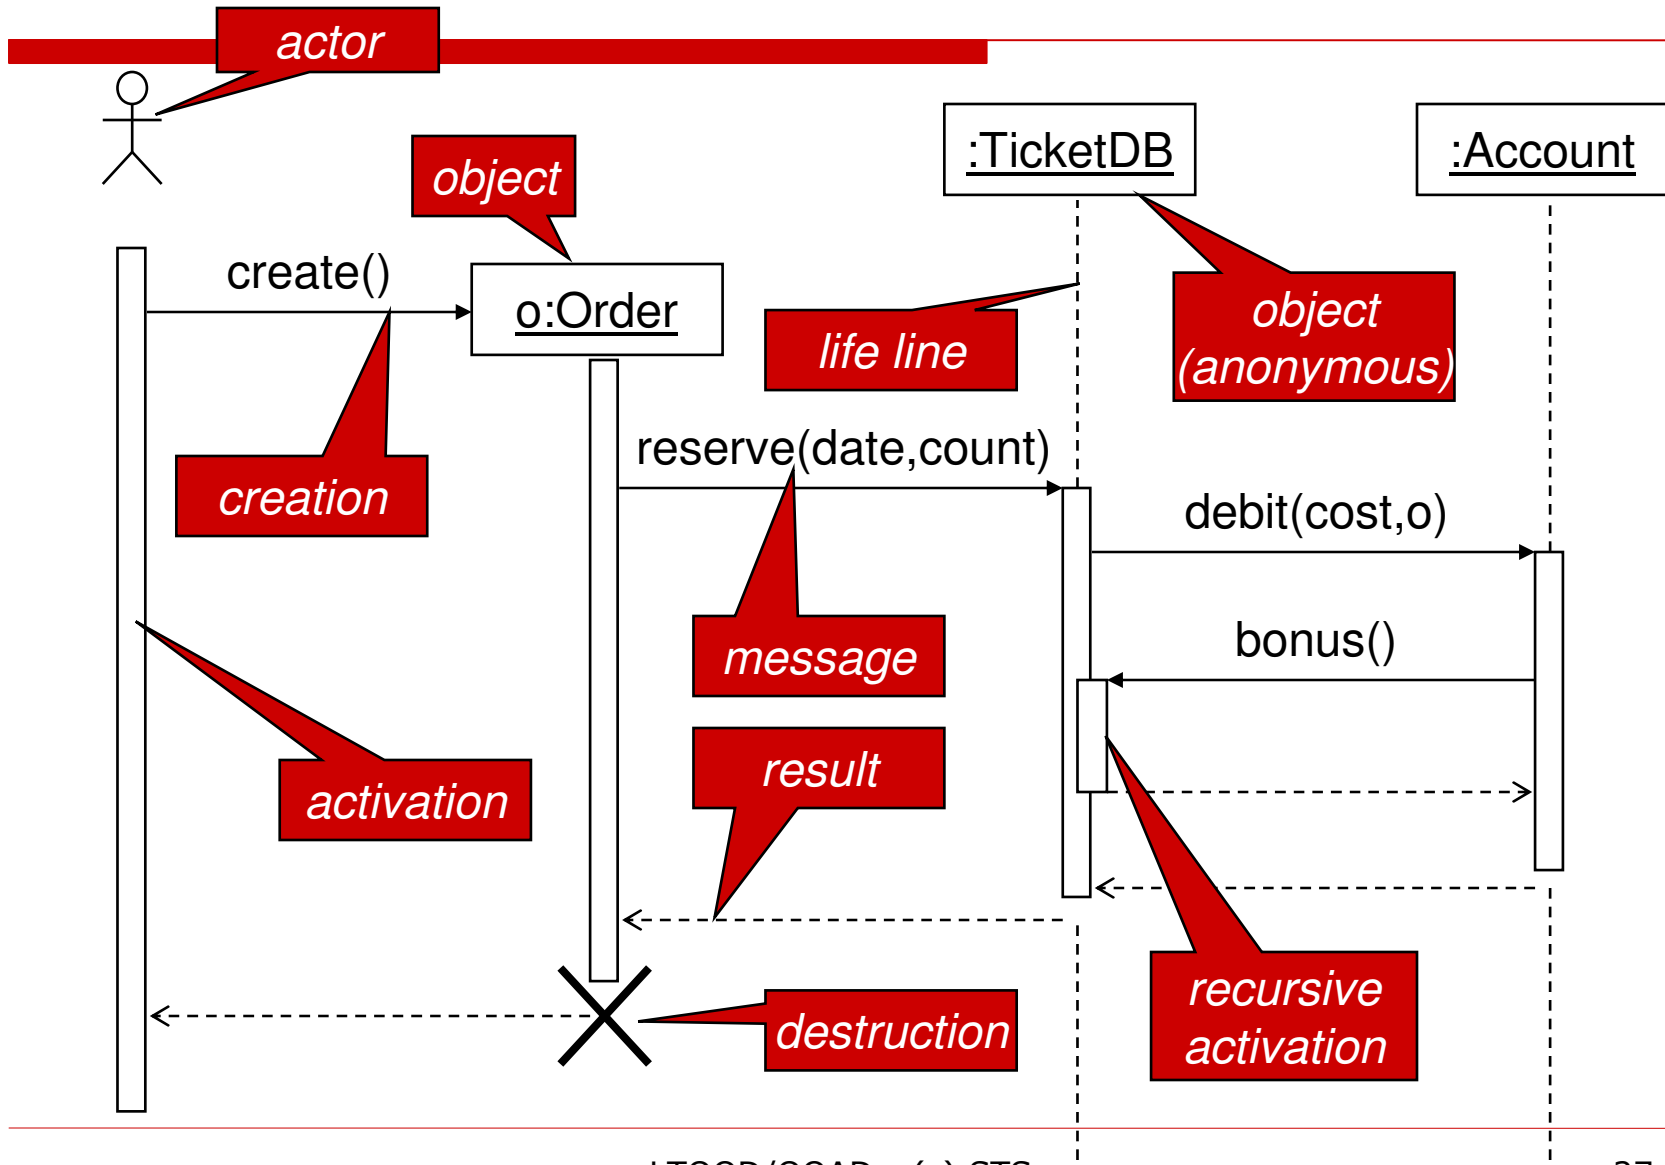 actor
:TicketDB
:Account
object
create()
o:Order
object
(anonymous)
life line
reserve(date,count)
creation
debit(cost,o)
bonus()
message
result
activation
recursive
activation
destruction